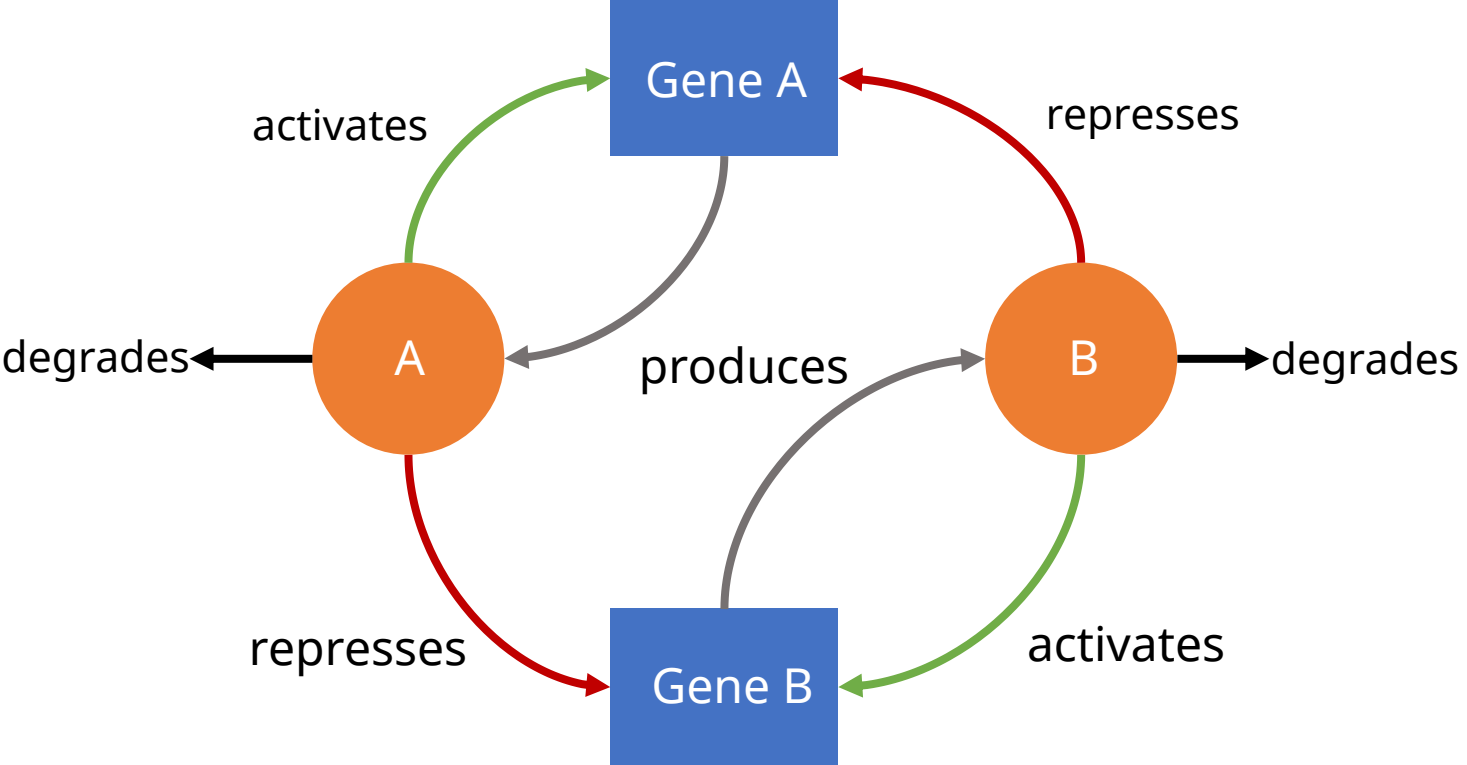 Gene A
activates
represses
degrades
A
produces
B
degrades
represses
activates
Gene B